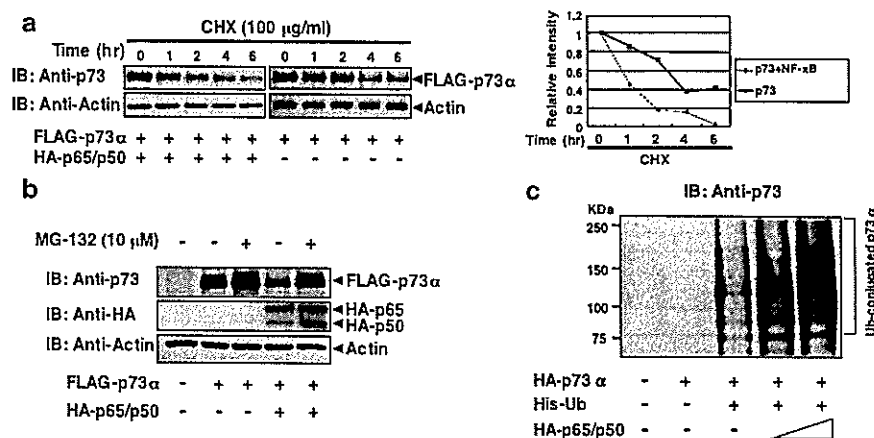 a
CHX (100 µg/ml)
Time (hr) 0 1 2 4 6 0 1 2 4 6
IB: Anti-p73 FLAG-p73α
IB: Anti-Actin Actin
FLAG-p73α + + + + + + + + + +
HA-p65/p50 + + + + + - - - - -
Relative Intensity
1.2
1
0.8
0.6
0.4
0.2
0
Time (hr) 0 1 2 4 6
CHX
p73+NF-κB
p73
b
MG-132 (10 µM) - - + - +
IB: Anti-p73 FLAG-p73α
IB: Anti-HA HA-p65
HA-p50
IB: Anti-Actin Actin
FLAG-p73α - + + + +
HA-p65/p50 - - - + +
c
IB: Anti-p73
KDa
250
150
100
75
Ub-conjugated p73α
HA-p73 α - + + + +
His-Ub - - + + +
HA-p65/p50 - - -